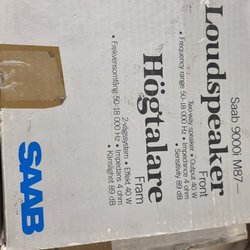 Saab 9000i M87–
Loudspeaker
Front
Two-way speaker • Output 40 W
• Frequency range 50-18 000 Hz • Impedance 4 ohm
• Sensitivity 89 dB
Högtalare
Fram
2-vägssystem • Effekt 40 W
• Frekvensomfång 50-18 000 Hz • Impedans 4 ohm
• Känslighet 89 dB
SAAB